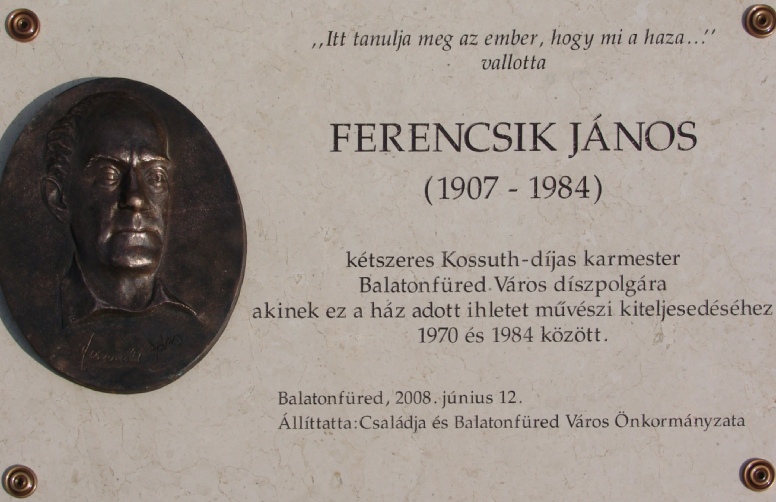 ,,Itt tanulja meg az ember, hogy mi a haza...''
vallotta
FERENCSIK JÁNOS
(1907 - 1984)
kétszeres Kossuth-díjas karmester
Balatonfüred Város díszpolgára
akinek ez a ház adott ihletet művészi kiteljesedéséhez
1970 és 1984 között.
Balatonfüred, 2008. június 12.
Állíttatta:Családja és Balatonfüred Város Önkormányzata